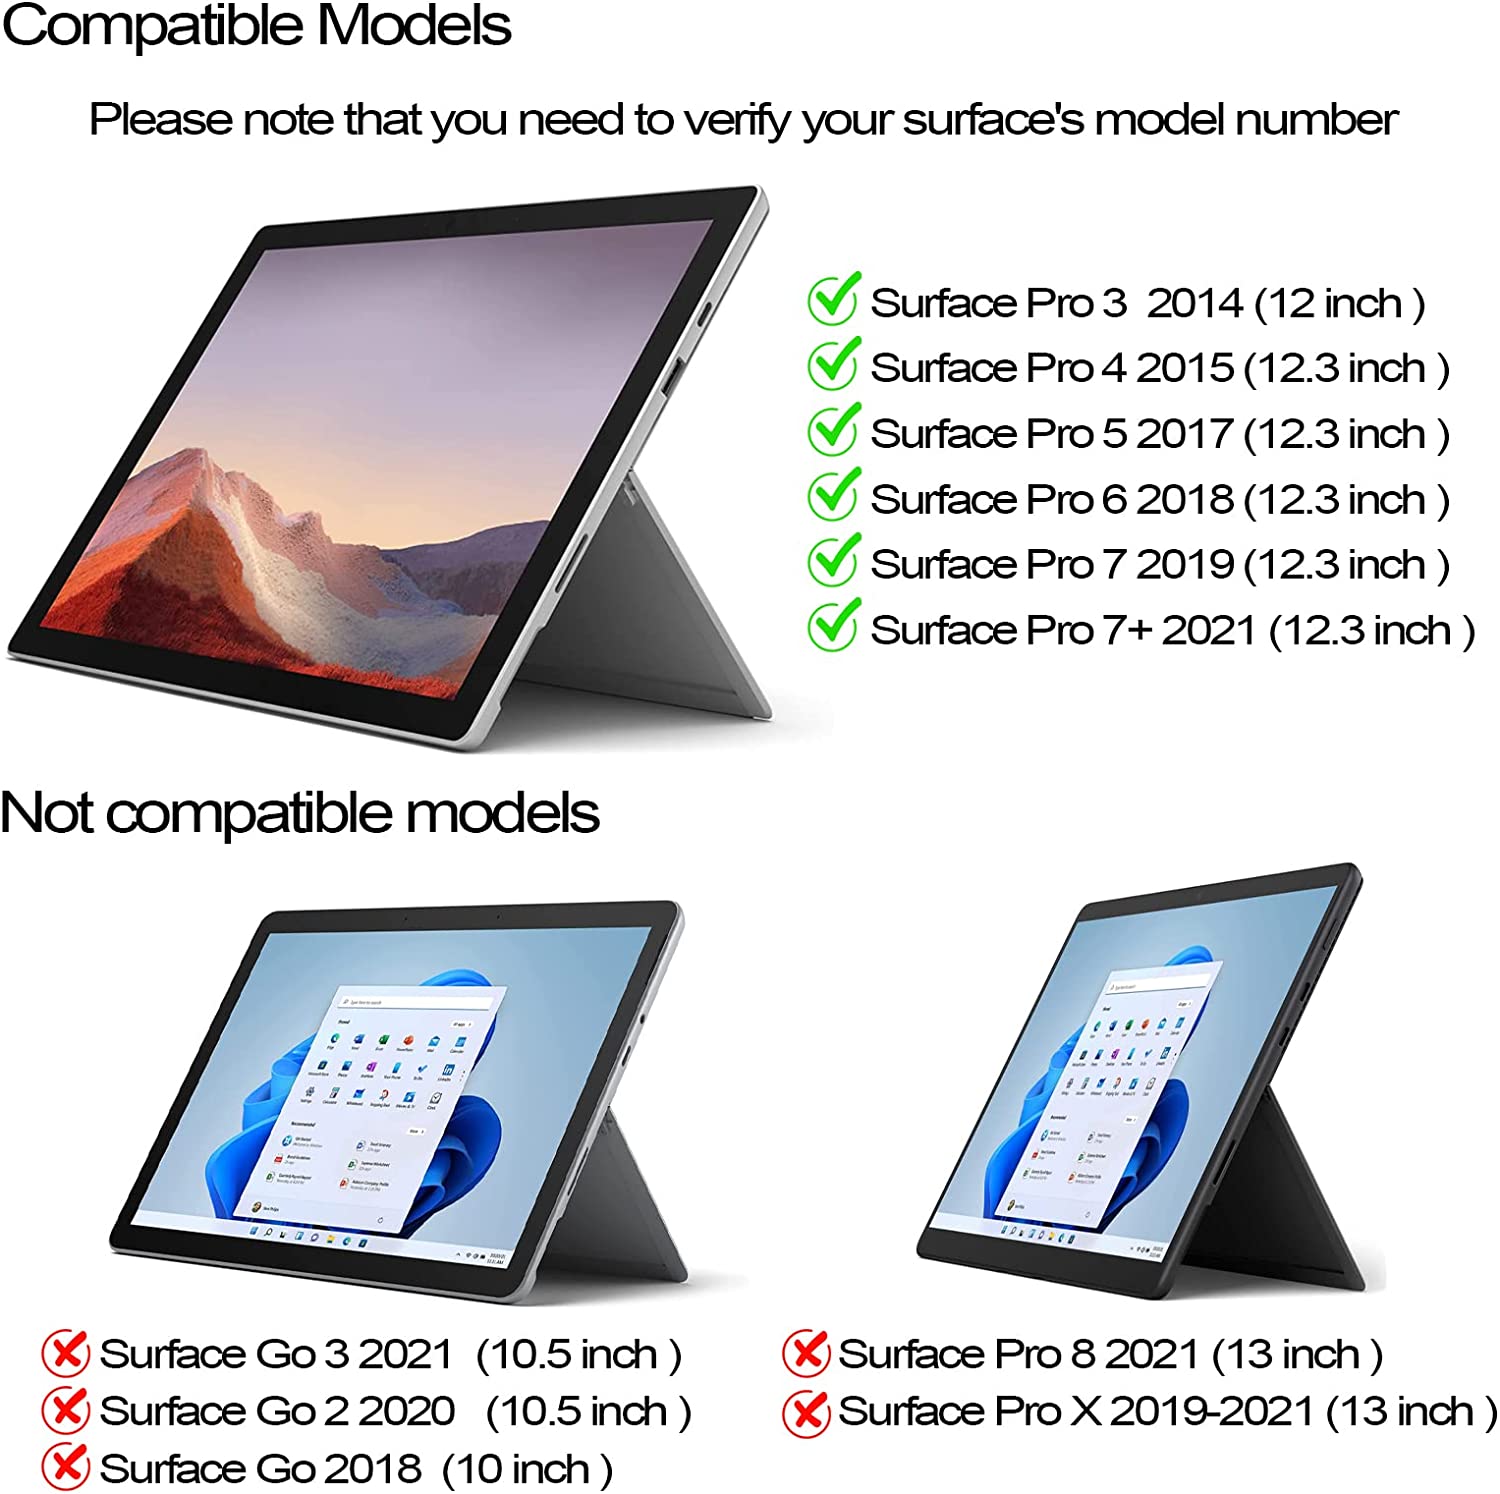 Compatible Models
Please note that you need to verify your surface's model number
Surface Pro 3 2014 (12 inch )
Surface Pro 4 2015 (12.3 inch )
Surface Pro 5 2017 (12.3 inch )
Surface Pro 6 2018 (12.3 inch )
Surface Pro 7 2019 (12.3 inch )
Surface Pro 7+ 2021 (12.3 inch )
Not compatible models
Surface Go 3 2021 (10.5 inch )
Surface Go 2 2020 (10.5 inch )
Surface Go 2018 (10 inch )
Surface Pro 8 2021 (13 inch )
Surface Pro X 2019-2021 (13 inch )